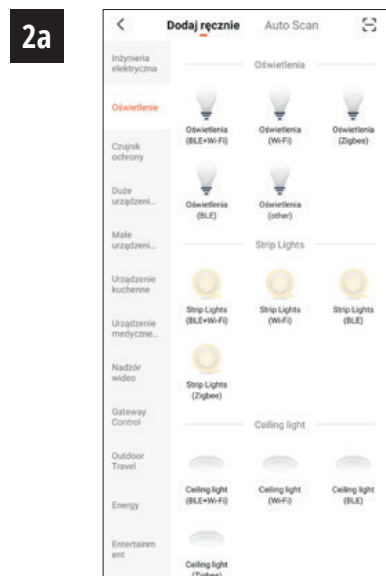 2a
Dodaj ręcznie
Auto Scan
Inżynieria
elektryczna
Oświetlenie
Czujnik
ochrony
Duże
urządzeni...
Małe
urządzeni...
Urządzenie
kuchenne
Urządzenie
medyczne...
Nadzór
wideo
Gateway
Control
Outdoor
Travel
Energy
Entertainm
ent
Oświetlenia
Oświetlenia
(BLE+Wi-Fi)
Oświetlenia
(Wi-Fi)
Oświetlenia
(Zigbee)
Oświetlenia
(BLE)
Oświetlenia
(other)
Strip Lights
Strip Lights
(BLE+Wi-Fi)
Strip Lights
(Wi-Fi)
Strip Lights
(BLE)
Strip Lights
(Zigbee)
Ceiling light
Ceiling light
(BLE+Wi-Fi)
Ceiling light
(Wi-Fi)
Ceiling light
(BLE)
Ceiling light
(Zigbee)